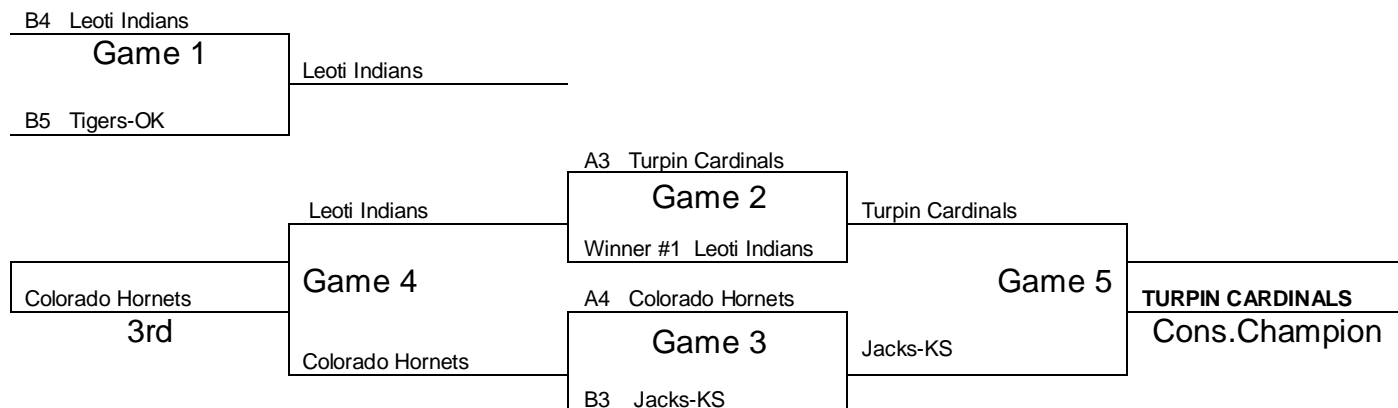 B4 Leoti Indians
Game 1
Leoti Indians
B5 Tigers-OK
A3 Turpin Cardinals
Game 2
Leoti Indians
Turpin Cardinals
Winner #1 Leoti Indians
Game 4
Game 5
Colorado Hornets
A4 Colorado Hornets
TURPIN CARDINALS
3rd
Cons.Champion
Game 3
Jacks-KS
Colorado Hornets
B3 Jacks-KS